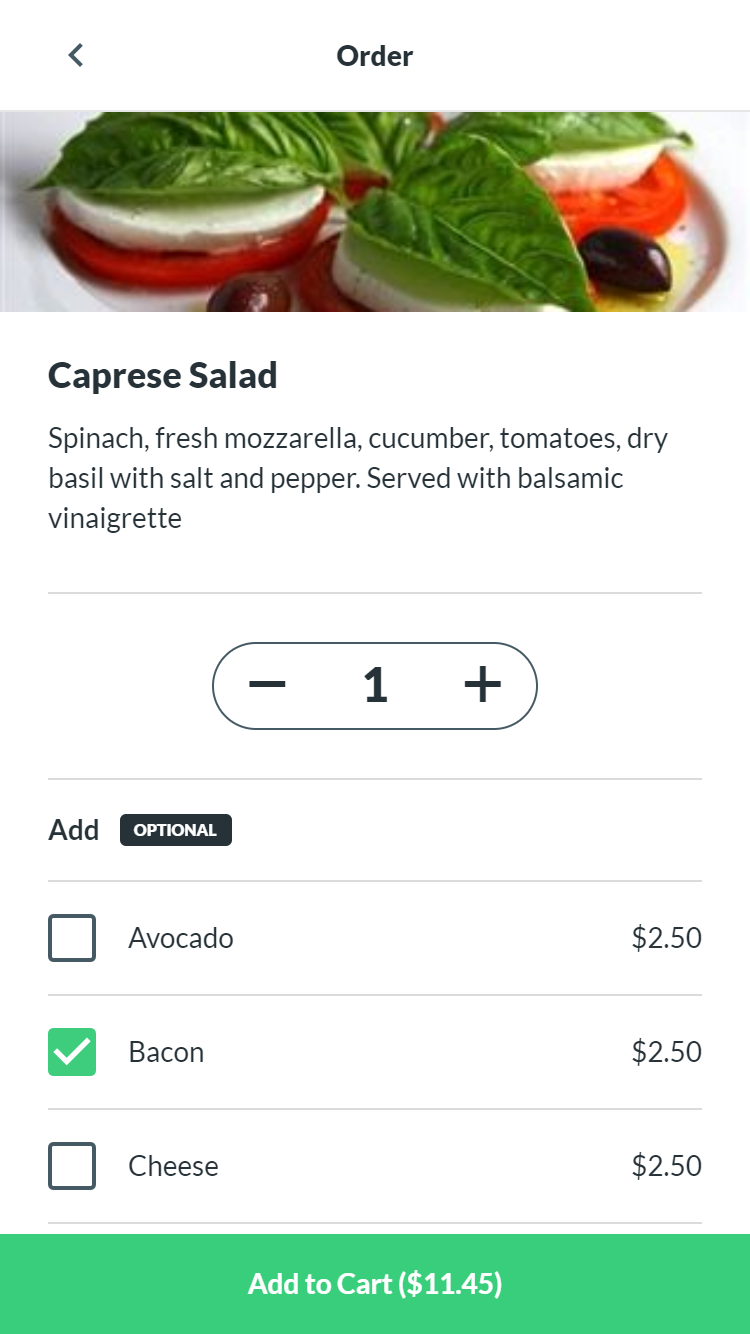 Order
Caprese Salad
Spinach, fresh mozzarella, cucumber, tomatoes, dry
basil with salt and pepper. Served with balsamic
vinaigrette
1
Add OPTIONAL
Avocado $2.50
Bacon $2.50
Cheese $2.50
Add to Cart ($11.45)